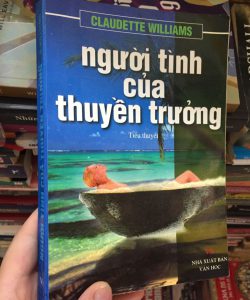 CLAUDETTE WILLIAMS
người tình
của
thuyền trưởng
Tiểu thuyết
NHÀ XUẤT BẢN
VĂN HỌC